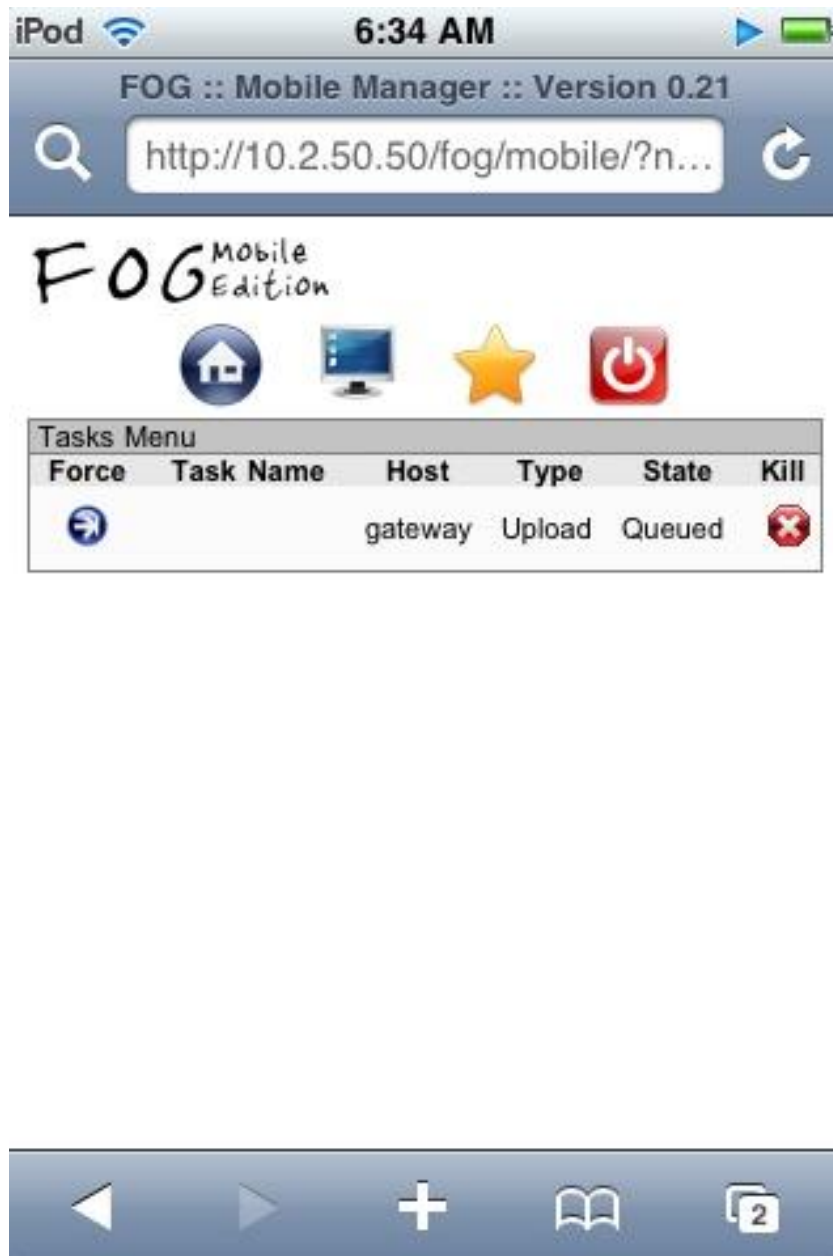 iPod 6:34 AM
FOG :: Mobile Manager :: Version 0.21
http://10.2.50.50/fog/mobile/?n...
FOG Mobile Edition
Tasks Menu
Force Task Name Host Type State Kill
gateway Upload Queued
2